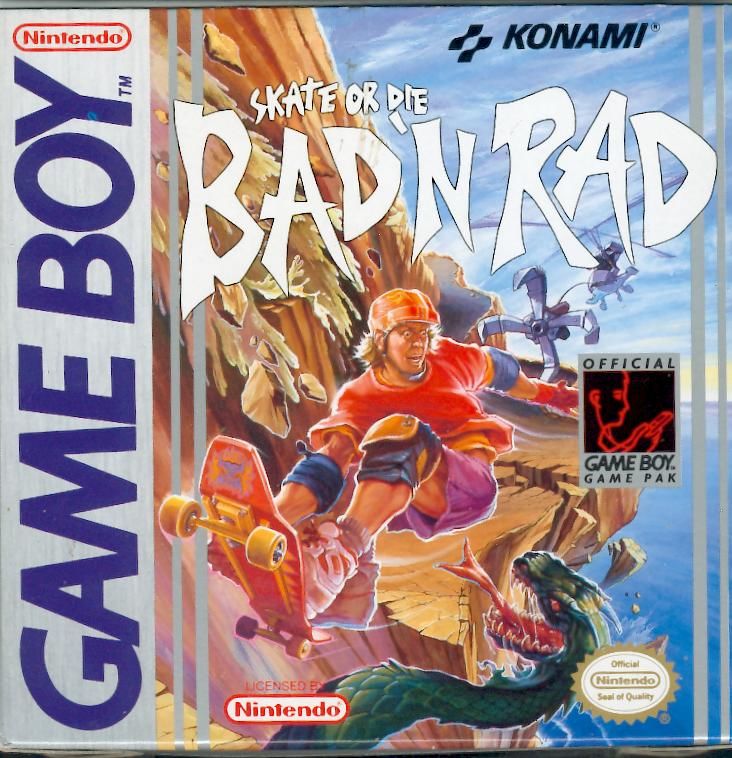 Nintendo
GAME BOY™
KONAMI®
SKATE OR DIE
BAD 'N RAD
OFFICIAL
GAME BOY™
GAME PAK
LICENSED BY
Nintendo
Official
Nintendo
Seal of Quality
®